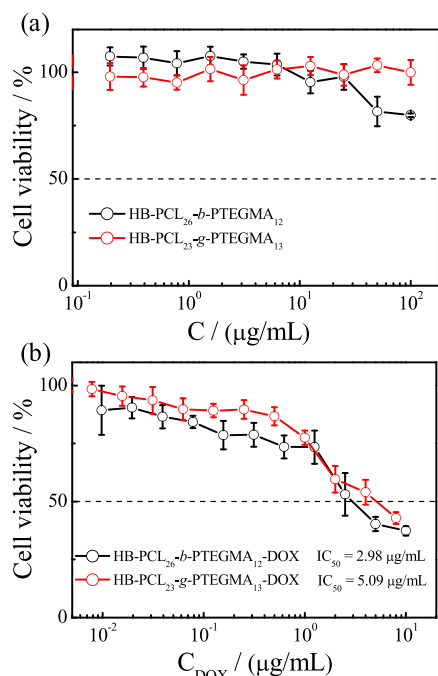 (a)
Cell viability / %
100
50
0
HB-PCL₂₆-b-PTEGMA₁₂
HB-PCL₂₃-g-PTEGMA₁₃
10⁻¹ 10⁰ 10¹ 10²
C / (μg/mL)
(b)
Cell viability / %
100
50
0
HB-PCL₂₆-b-PTEGMA₁₂-DOX IC₅₀ = 2.98 μg/mL
HB-PCL₂₃-g-PTEGMA₁₃-DOX IC₅₀ = 5.09 μg/mL
10⁻² 10⁻¹ 10⁰ 10¹
C_DOX / (μg/mL)